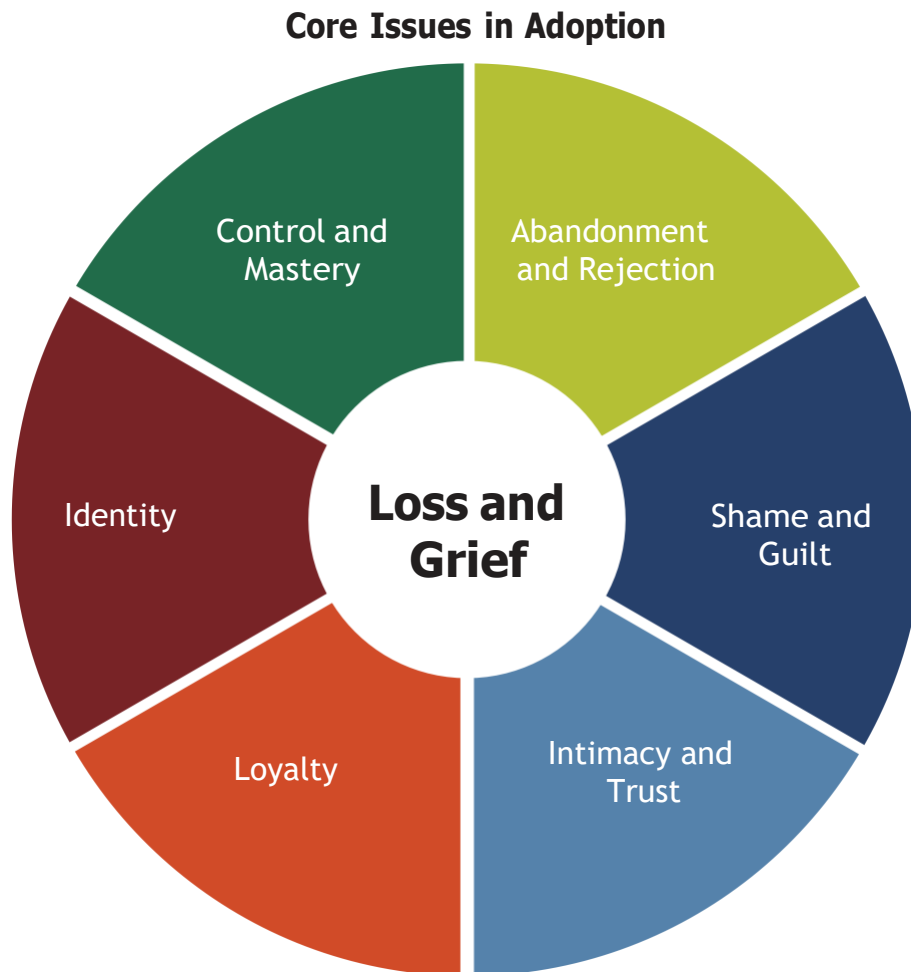 Core Issues in Adoption
Control and
Mastery
Abandonment
and Rejection
Identity
Loss and
Grief
Shame and
Guilt
Loyalty
Intimacy and
Trust